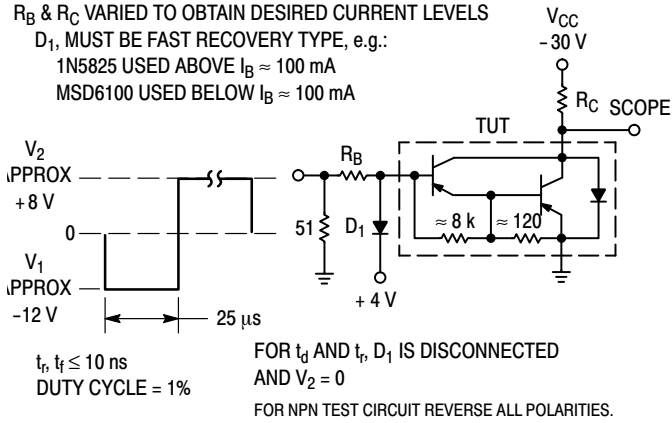 R_B & R_C VARIED TO OBTAIN DESIRED CURRENT LEVELS
D_1, MUST BE FAST RECOVERY TYPE, e.g.:
1N5825 USED ABOVE I_B ≈ 100 mA
MSD6100 USED BELOW I_B ≈ 100 mA
V_CC
-30 V
R_C
SCOPE
TUT
V_2
APPROX
+8 V
0
V_1
APPROX
-12 V
25 μs
R_B
51
D_1
+4 V
≈ 8 k
≈ 120
t_r, t_f ≤ 10 ns
DUTY CYCLE = 1%
FOR t_d AND t_r, D_1 IS DISCONNECTED
AND V_2 = 0
FOR NPN TEST CIRCUIT REVERSE ALL POLARITIES.